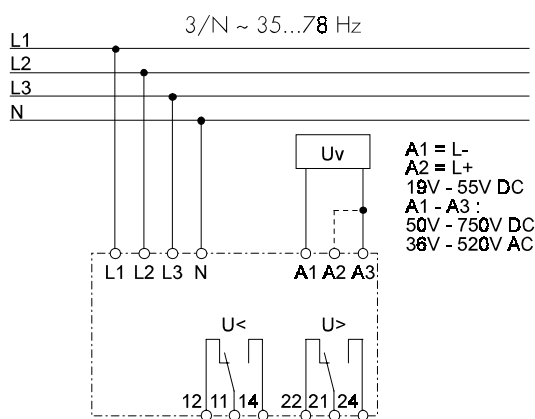 3/N ~ 35...78 Hz
L1
L2
L3
N
Uv
A1 = L-
A2 = L+
19V - 55V DC
A1 - A3 :
50V - 750V DC
36V - 520V AC
L1 L2 L3 N A1 A2 A3
U< U>
12 11 14 22 21 24